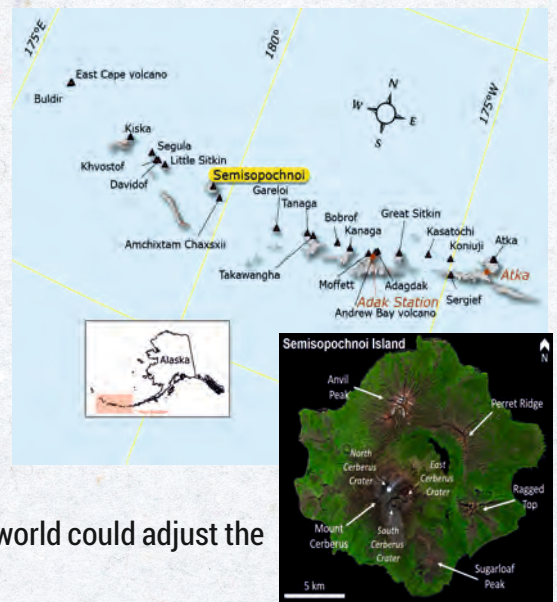 175°E
180°
175°W
East Cape volcano
Buldir
N
W
E
S
Kiska
Segula
Khvostof
Little Sitkin
Davidof
Semisopochnoi
Gareloi
Tanaga
Bobrof
Great Sitkin
Kanaga
Kasatochi
Atka
Koniuji
Amchixtam Chaxsxii
Takawangha
Moffett
Adagdak
Atka
Adak Station
Sergief
Andrew Bay volcano
Alaska
Semisopochnoi Island
N
Anvil
Peak
Perret Ridge
North
Cerberus
Crater
East
Cerberus
Crater
Ragged
Top
Mount
Cerberus
South
Cerberus
Crater
Sugarloaf
Peak
5 km
world could adjust the